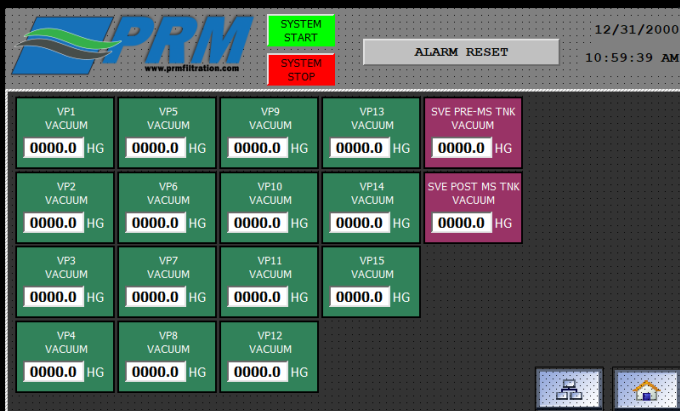 PRM
www.prmfiltration.com
SYSTEM
START
SYSTEM
STOP
ALARM RESET
12/31/2000
10:59:39 AM
VP1
VACUUM
0000.0 HG
VP5
VACUUM
0000.0 HG
VP9
VACUUM
0000.0 HG
VP13
VACUUM
0000.0 HG
SVE PRE-MS TNK
VACUUM
0000.0 HG
VP2
VACUUM
0000.0 HG
VP6
VACUUM
0000.0 HG
VP10
VACUUM
0000.0 HG
VP14
VACUUM
0000.0 HG
SVE POST MS TNK
VACUUM
0000.0 HG
VP3
VACUUM
0000.0 HG
VP7
VACUUM
0000.0 HG
VP11
VACUUM
0000.0 HG
VP15
VACUUM
0000.0 HG
VP4
VACUUM
0000.0 HG
VP8
VACUUM
0000.0 HG
VP12
VACUUM
0000.0 HG